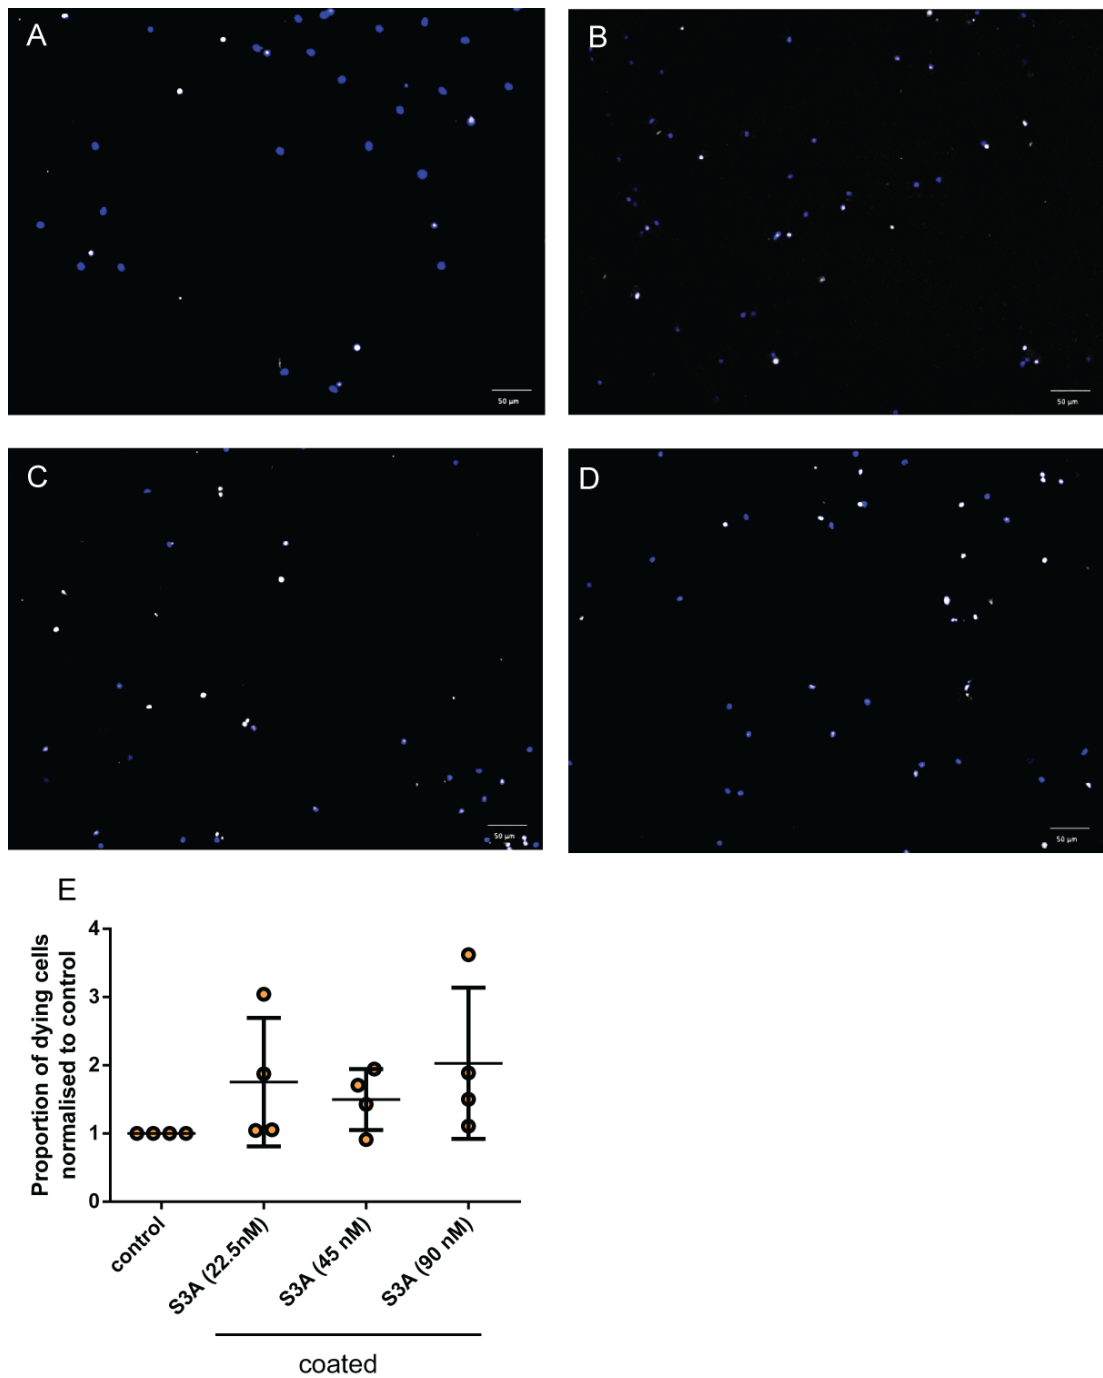 A
B
50 µm
50 µm
C
D
50 µm
50 µm
E
Proportion of dying cells
normalised to control
4
3
2
1
0
control
S3A (22.5nM)
S3A (45 nM)
S3A (90 nM)
coated